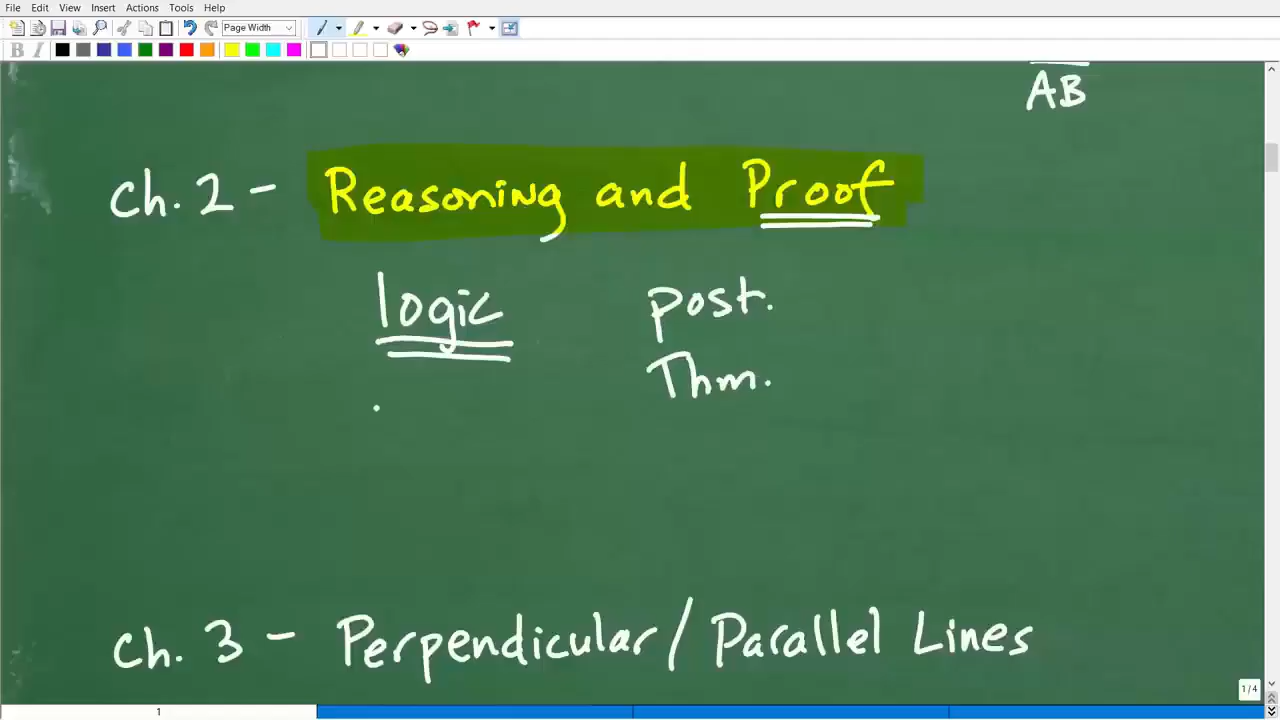 File Edit View Insert Actions Tools Help
Page Width
B I
AB
Ch. 2 - Reasoning and Proof
logic post.
Thm.
Ch. 3 - Perpendicular/Parallel Lines
1/4
1